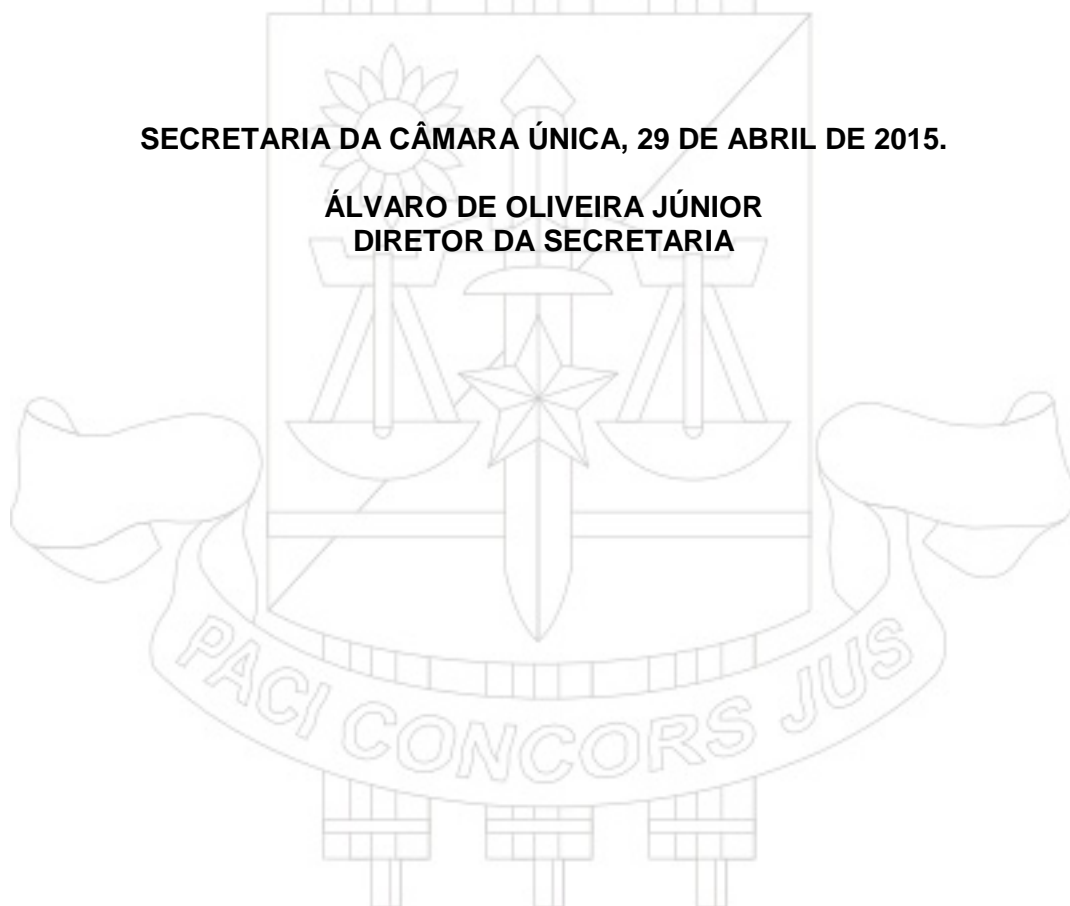 SECRETARIA DA CÂMARA ÚNICA, 29 DE ABRIL DE 2015.
ÁLVARO DE OLIVEIRA JÚNIOR
DIRETOR DA SECRETARIA
PACI CONCORS JUS